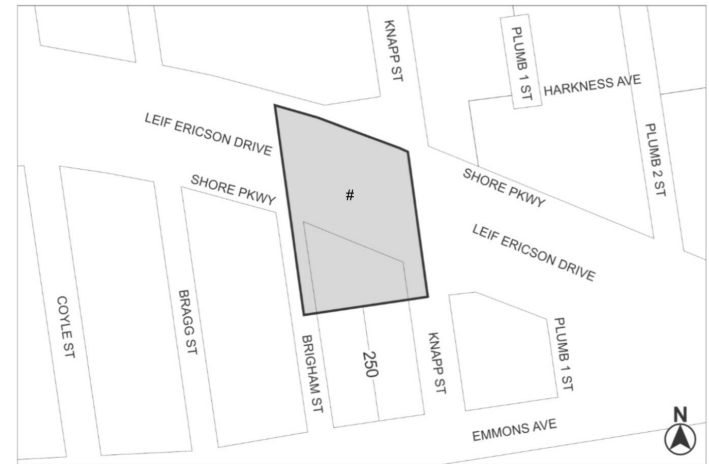 KNAPP ST
PLUMB 1 ST
HARKNESS AVE
LEIF ERICSON DRIVE
PLUMB 2 ST
SHORE PKWY
SHORE PKWY
#
LEIF ERICSON DRIVE
COYLE ST
BRAGG ST
BRIGHAM ST
250
KNAPP ST
PLUMB 1 ST
EMMONS AVE
N